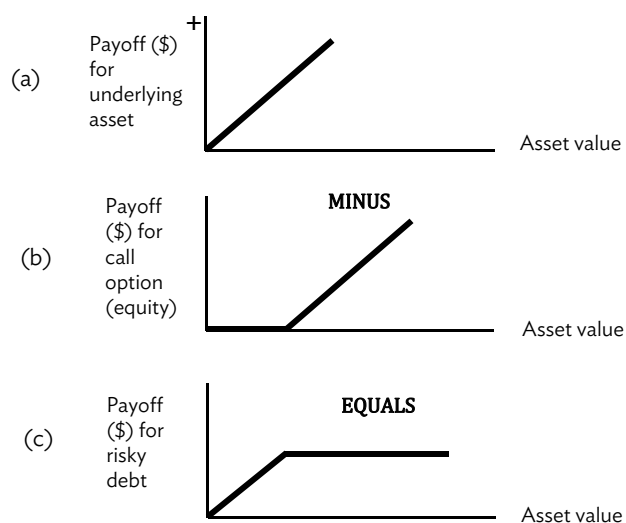 +
Payoff ($)
for
underlying
asset
(a)
Asset value
MINUS
Payoff
($) for
call
option
(equity)
(b)
Asset value
EQUALS
Payoff
($) for
risky
debt
(c)
Asset value